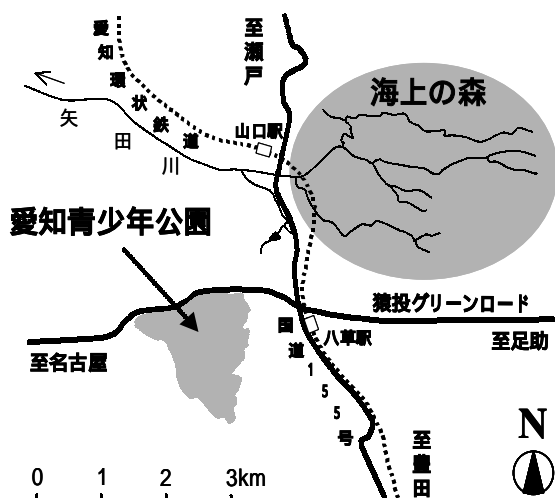 至瀬戸
愛知環状鉄道
海上の森
山口駅
矢田川
愛知青少年公園
猿投グリーンロード
国道155号
八草駅
至足助
至名古屋
至豊田
N
0 1 2 3km